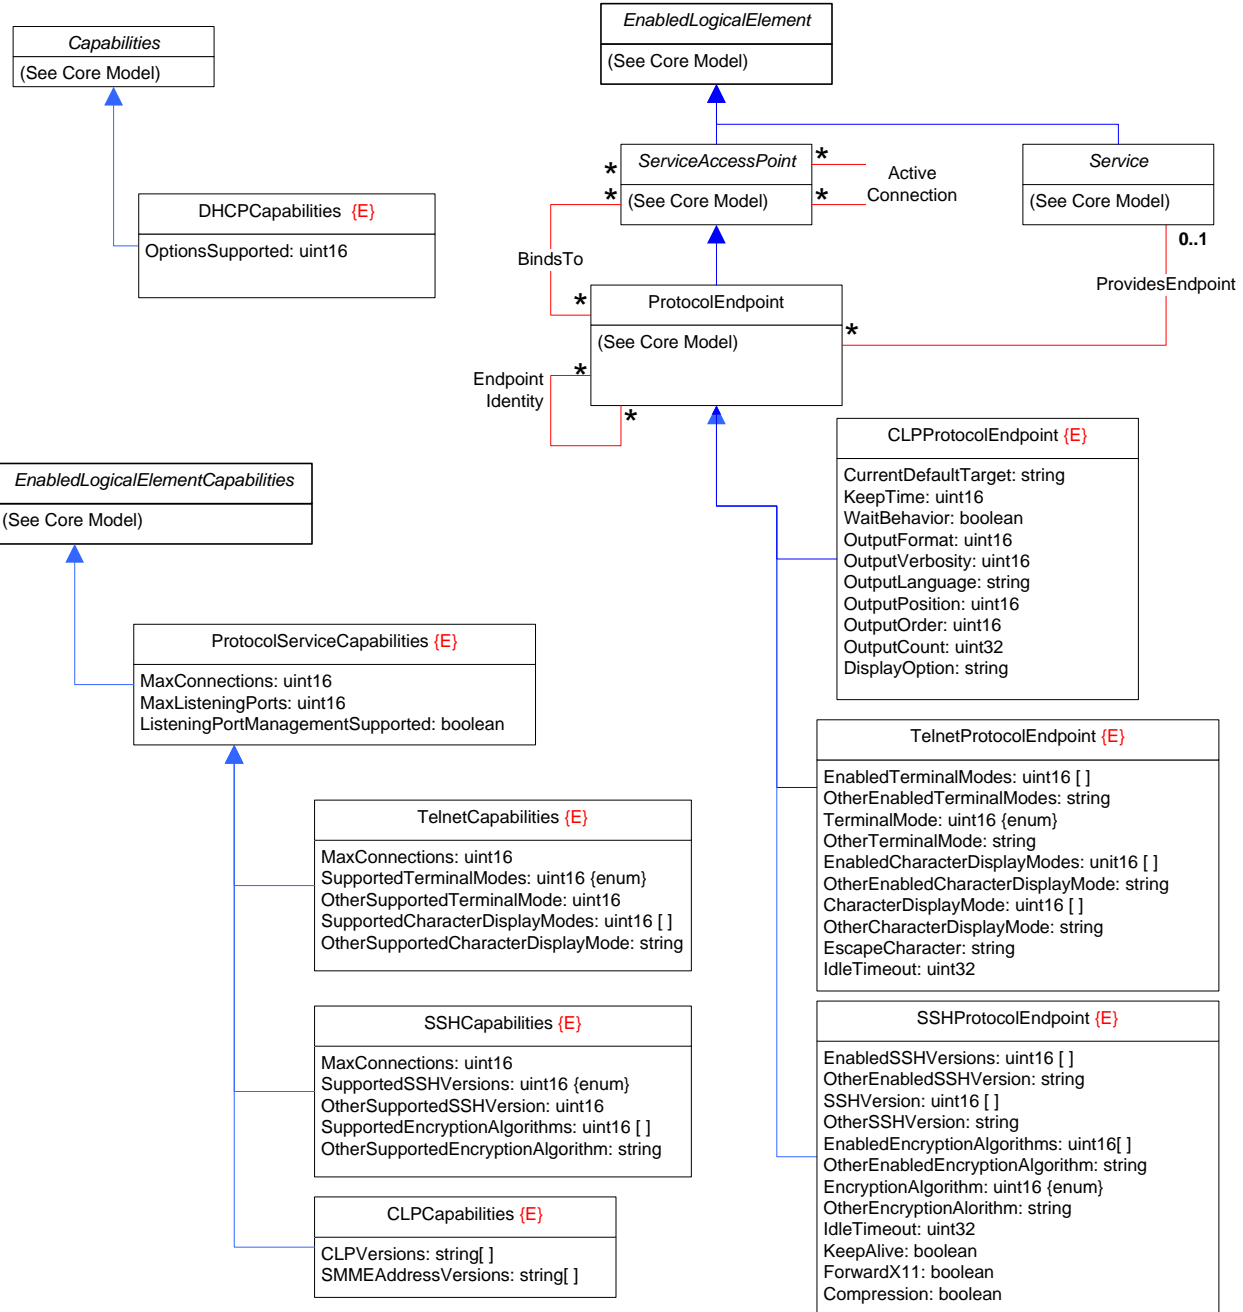 Capabilities
(See Core Model)
EnabledLogicalElement
(See Core Model)
DHCPCapabilities {E}
OptionsSupported: uint16
*
*
ServiceAccessPoint
(See Core Model)
*
*
Active
Connection
Service
(See Core Model)
0..1
BindsTo
ProvidesEndpoint
*
ProtocolEndpoint
(See Core Model)
*
*
Endpoint
Identity
*
CLPProtocolEndpoint {E}
CurrentDefaultTarget: string
KeepTime: uint16
WaitBehavior: boolean
OutputFormat: uint16
OutputVerbosity: uint16
OutputLanguage: string
OutputPosition: uint16
OutputOrder: uint16
OutputCount: uint32
DisplayOption: string
EnabledLogicalElementCapabilities
(See Core Model)
ProtocolServiceCapabilities {E}
MaxConnections: uint16
MaxListeningPorts: uint16
ListeningPortManagementSupported: boolean
TelnetProtocolEndpoint {E}
EnabledTerminalModes: uint16 [ ]
OtherEnabledTerminalModes: string
TerminalMode: uint16 {enum}
OtherTerminalMode: string
EnabledCharacterDisplayModes: unit16 [ ]
OtherEnabledCharacterDisplayMode: string
CharacterDisplayMode: uint16 [ ]
OtherCharacterDisplayMode: string
EscapeCharacter: string
IdleTimeout: uint32
TelnetCapabilities {E}
MaxConnections: uint16
SupportedTerminalModes: uint16 {enum}
OtherSupportedTerminalMode: uint16
SupportedCharacterDisplayModes: uint16 [ ]
OtherSupportedCharacterDisplayMode: string
SSHCapabilities {E}
MaxConnections: uint16
SupportedSSHVersions: uint16 {enum}
OtherSupportedSSHVersion: uint16
SupportedEncryptionAlgorithms: uint16 [ ]
OtherSupportedEncryptionAlgorithm: string
SSHProtocolEndpoint {E}
EnabledSSHVersions: uint16 [ ]
OtherEnabledSSHVersion: string
SSHVersion: uint16 [ ]
OtherSSHVersion: string
EnabledEncryptionAlgorithms: uint16[ ]
OtherEnabledEncryptionAlgorithm: string
EncryptionAlgorithm: uint16 {enum}
OtherEncryptionAlorithm: string
IdleTimeout: uint32
KeepAlive: boolean
ForwardX11: boolean
Compression: boolean
CLPCapabilities {E}
CLPVersions: string[ ]
SMMEAddressVersions: string[ ]